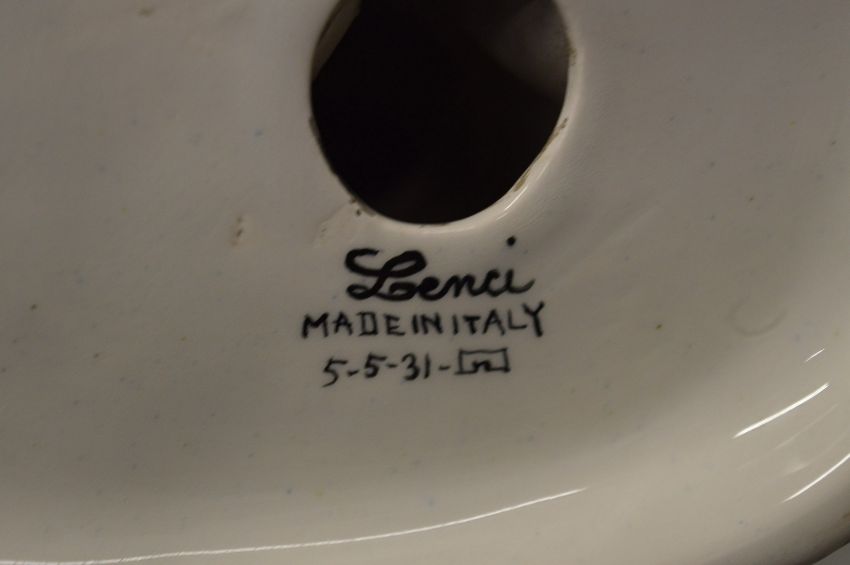 Lenci
MADE IN ITALY
5-5-31-